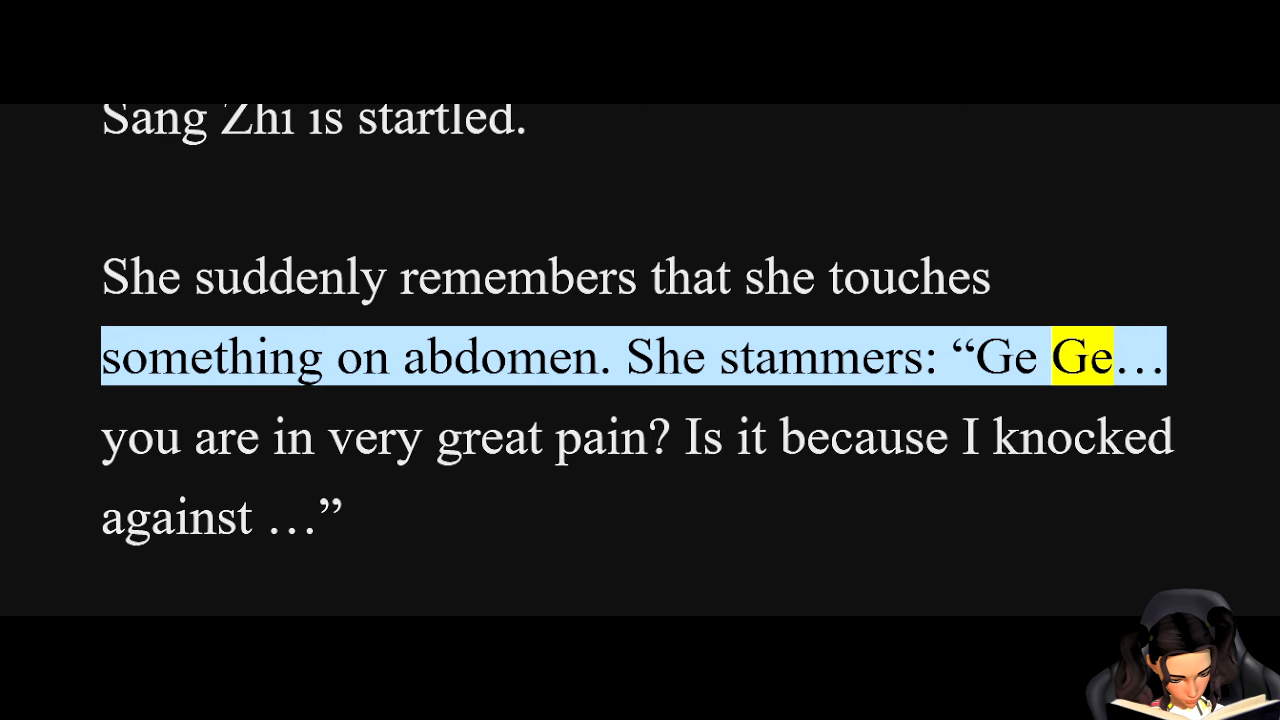 Sang Zhi is startled.
She suddenly remembers that she touches
something on abdomen. She stammers: “Ge Ge…
you are in very great pain? Is it because I knocked
against …”